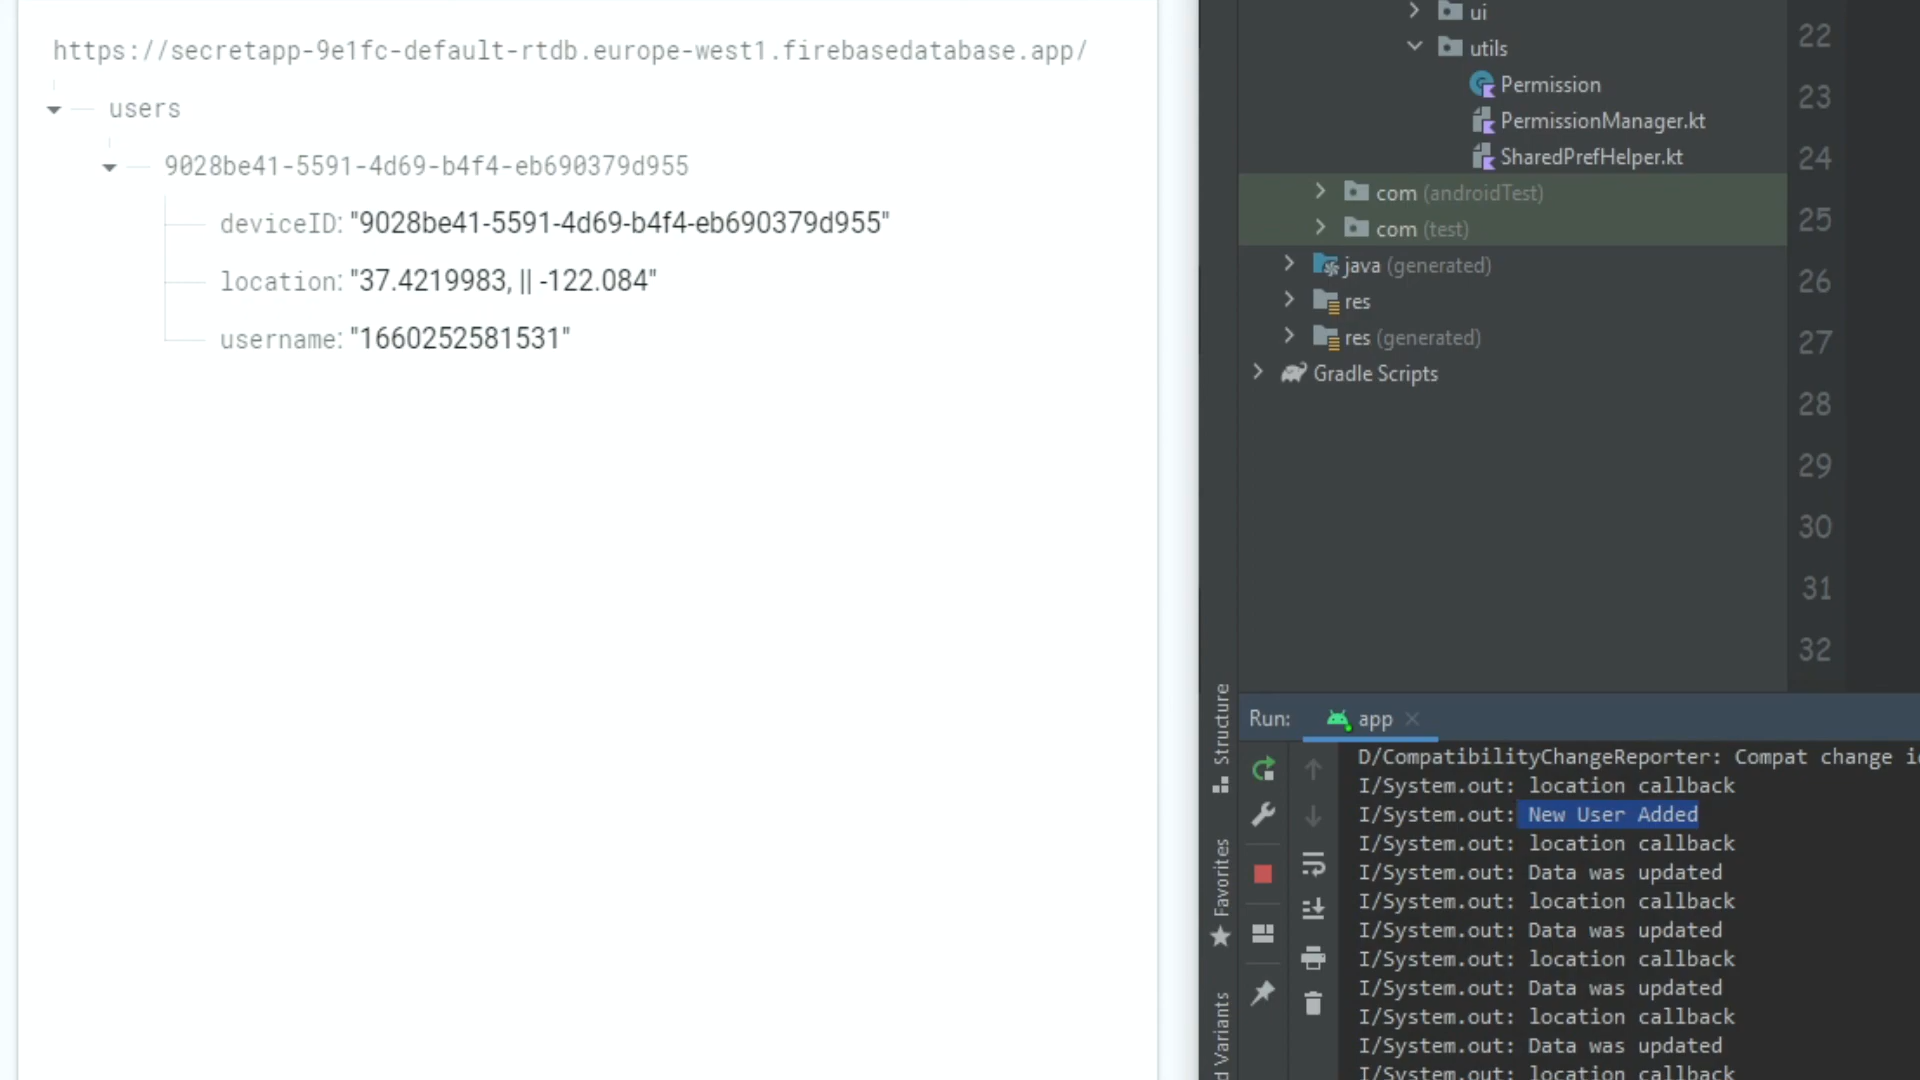 https://secretapp-9e1fc-default-rtdb.europe-west1.firebasedatabase.app/
users
9028be41-5591-4d69-b4f4-eb690379d955
deviceID: "9028be41-5591-4d69-b4f4-eb690379d955"
location: "37.4219983, || -122.084"
username: "1660252581531"
ui
utils
Permission
PermissionManager.kt
SharedPrefHelper.kt
com (androidTest)
com (test)
java (generated)
res
res (generated)
Gradle Scripts
22
23
24
25
26
27
28
29
30
31
32
Structure
Favorites
Variants
Run: app
D/CompatibilityChangeReporter: Compat change
I/System.out: location callback
I/System.out: New User Added
I/System.out: location callback
I/System.out: Data was updated
I/System.out: location callback
I/System.out: Data was updated
I/System.out: location callback
I/System.out: Data was updated
I/System.out: location callback
I/System.out: Data was updated
I/System.out: location callback